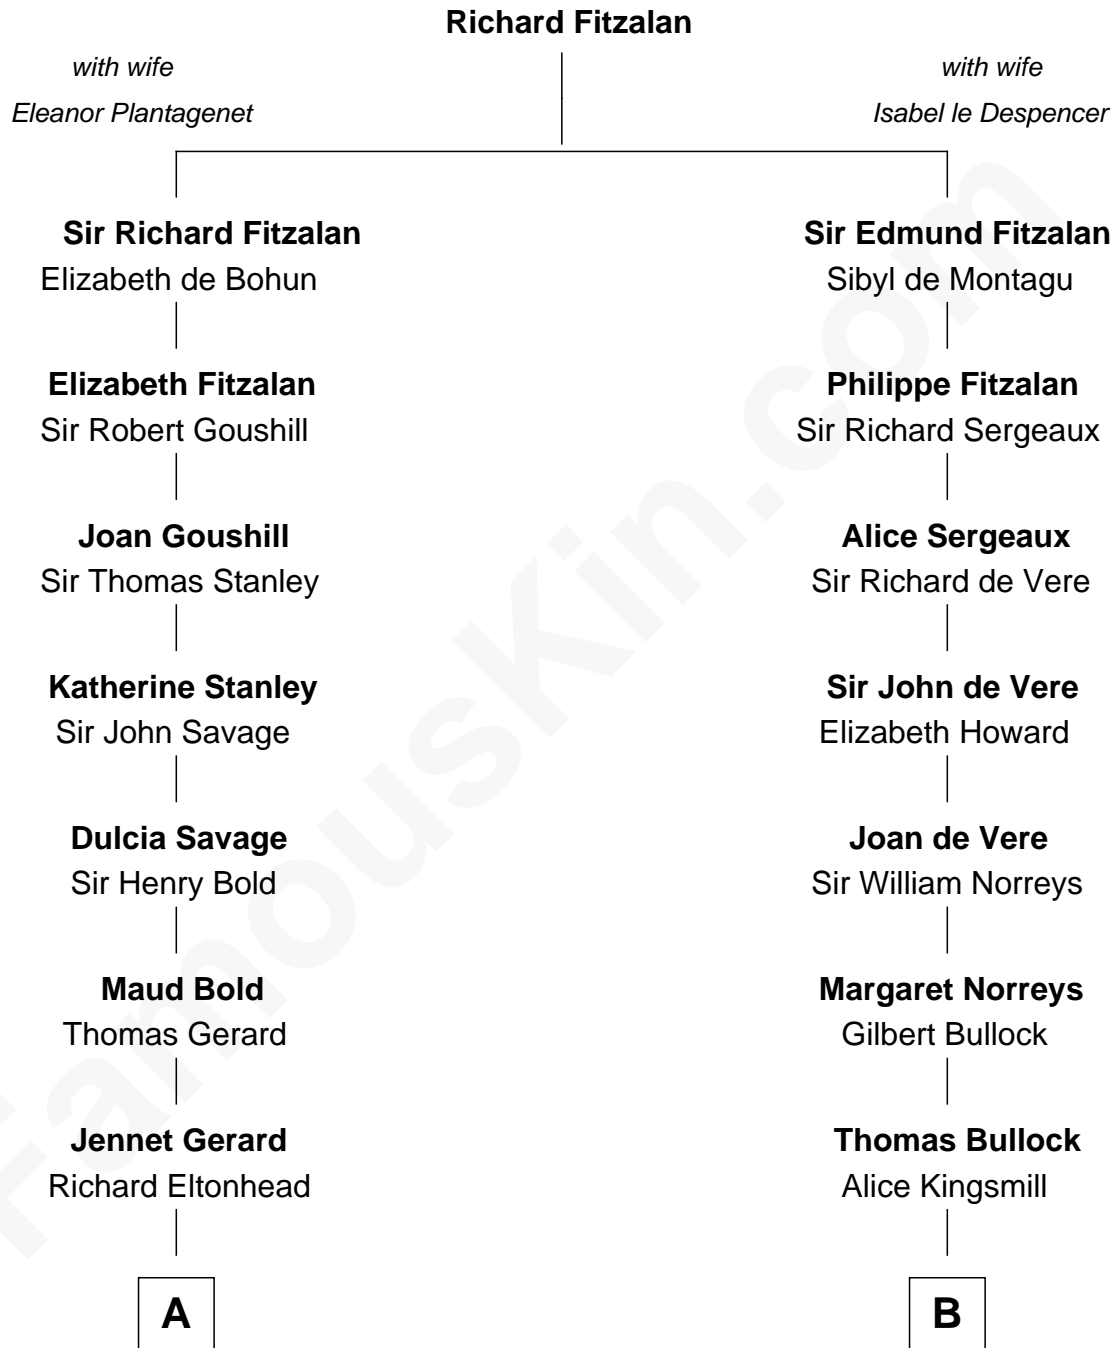 Richard Fitzalan
with wife
Eleanor Plantagenet
with wife
Isabel le Despencer
Sir Richard Fitzalan
Elizabeth de Bohun
Sir Edmund Fitzalan
Sibyl de Montagu
Elizabeth Fitzalan
Sir Robert Goushill
Philippe Fitzalan
Sir Richard Sergeaux
Joan Goushill
Sir Thomas Stanley
Alice Sergeaux
Sir Richard de Vere
Katherine Stanley
Sir John Savage
Sir John de Vere
Elizabeth Howard
Dulcia Savage
Sir Henry Bold
Joan de Vere
Sir William Norreys
Maud Bold
Thomas Gerard
Margaret Norreys
Gilbert Bullock
Jennet Gerard
Richard Eltonhead
Thomas Bullock
Alice Kingsmill
A
B
FamousKin.com